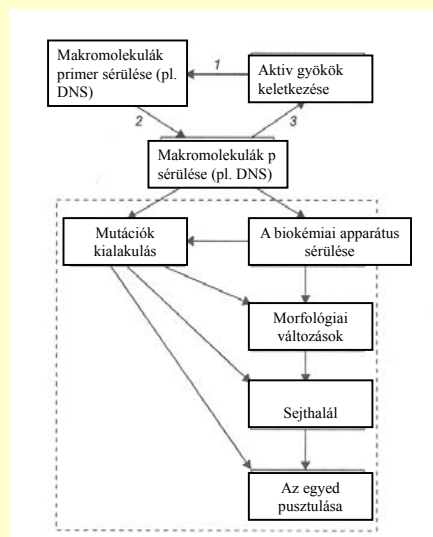 Makromolekulák
primer sérülése (pl.
DNS)
1
Aktiv gyökök
keletkezése
2
3
Makromolekulák p
sérülése (pl. DNS)
Mutációk
kialakulás
A biokémiai apparátus
sérülése
Morfológiai
változások
Sejthalál
Az egyed
pusztulása